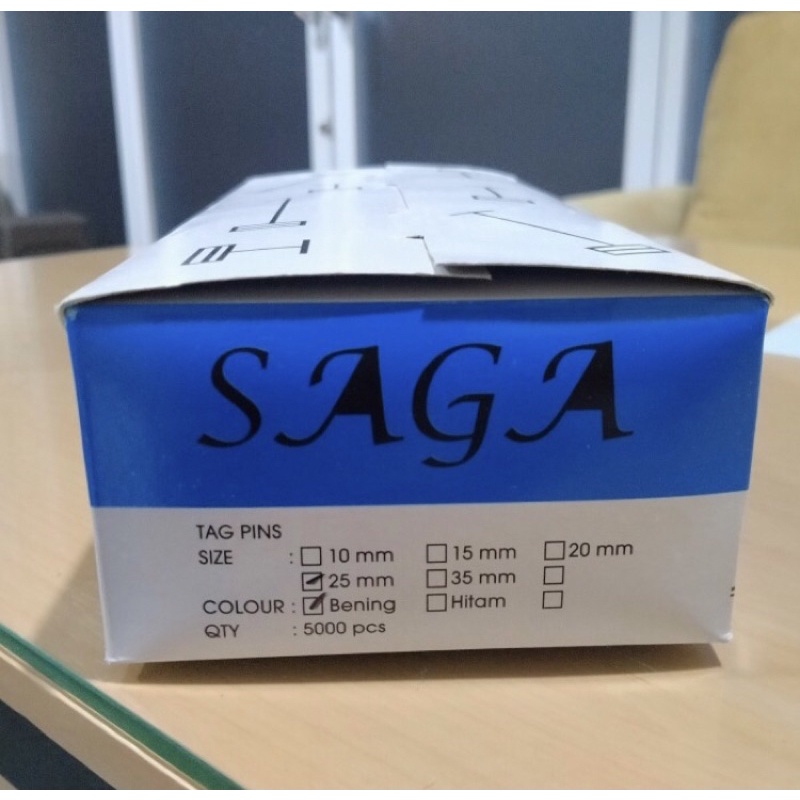 SAGA
TAG PINS
SIZE : 10 mm 15 mm 20 mm
25 mm 35 mm
COLOUR : Bening Hitam
QTY : 5000 pcs